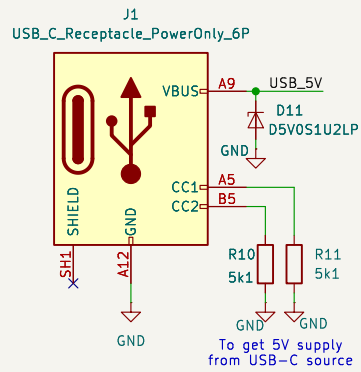 J1
USB_C_Receptacle_PowerOnly_6P
VBUS
A9
USB_5V
D11
D5V0S1U2LP
GND
CC1
A5
CC2
B5
SHIELD
GND
SH1
A12
R10
5k1
R11
5k1
GND
GND
GND
To get 5V supply
from USB-C source